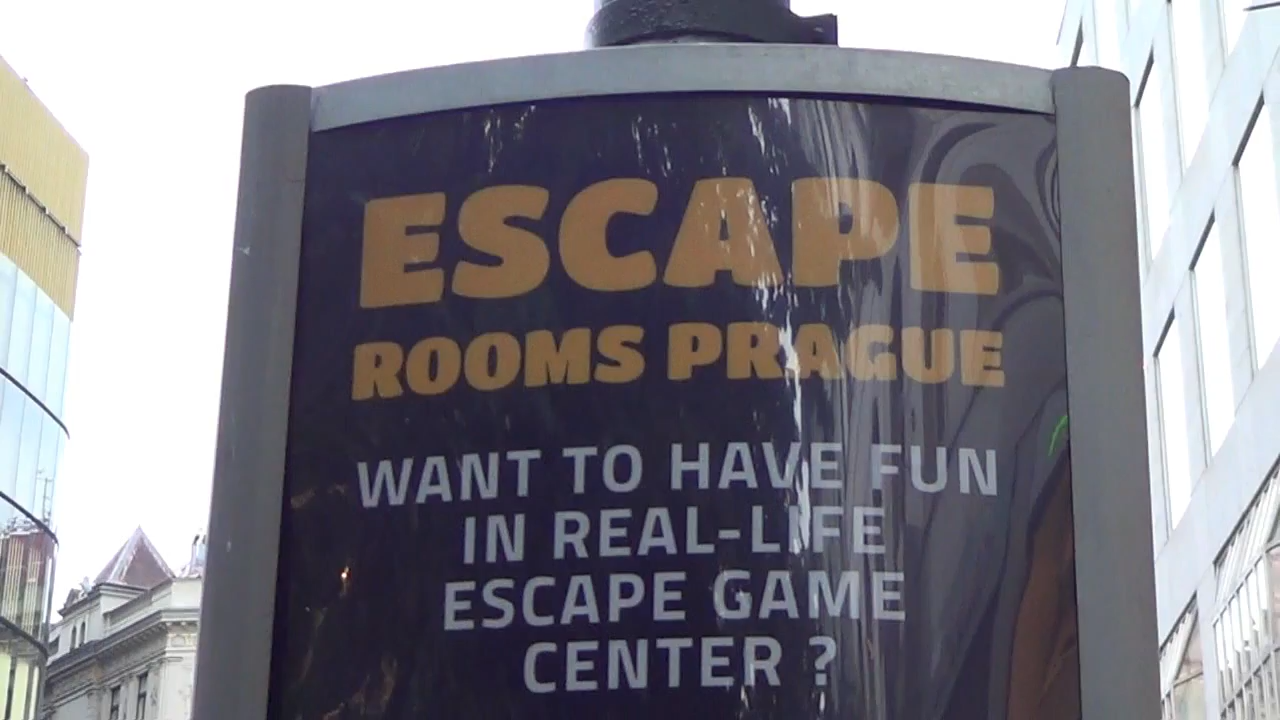 ESCAPE
ROOMS PRAGUE
WANT TO HAVE FUN
IN REAL-LIFE
ESCAPE GAME
CENTER ?